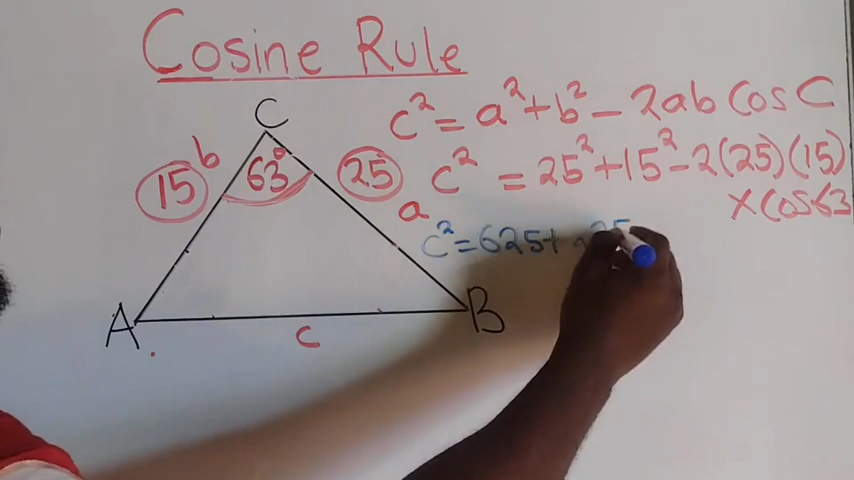 Cosine Rule
C
c² = a² + b² - 2ab Cos C
15 b 63° 25
c² = 25² + 15² - 2(25)(15)
a
x Cos 63
c² = 625 + 225
A c B